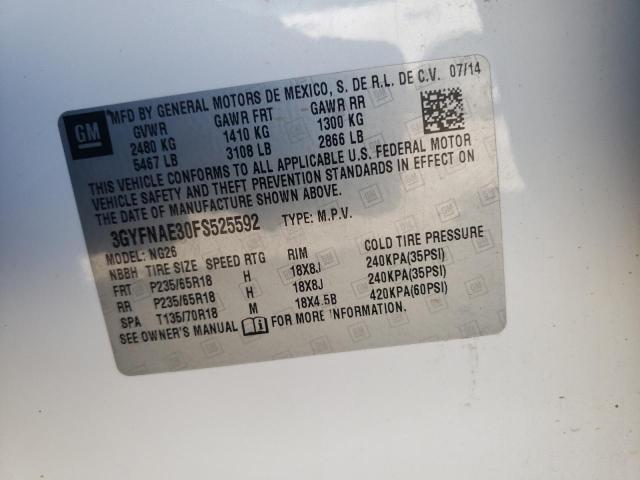 MFD BY GENERAL MOTORS DE MEXICO, S. DE R.L. DE C.V. 07/14
GM
GVWR GAWR FRT GAWR RR
2480 KG 1410 KG 1300 KG
5467 LB 3108 LB 2866 LB
THIS VEHICLE CONFORMS TO ALL APPLICABLE U.S. FEDERAL MOTOR
VEHICLE SAFETY AND THEFT PREVENTION STANDARDS IN EFFECT ON
THE DATE OF MANUFACTURE SHOWN ABOVE.
3GYFNAE30FS525592 TYPE: M.P.V.
MODEL: NG26
NBBH TIRE SIZE SPEED RTG RIM COLD TIRE PRESSURE
FRT P235/65R18 H 18X8J 240KPA(35PSI)
RR P235/65R18 H 18X8J 240KPA(35PSI)
SPA T135/70R18 M 18X4.5B 420KPA(60PSI)
SEE OWNER'S MANUAL FOR MORE INFORMATION.